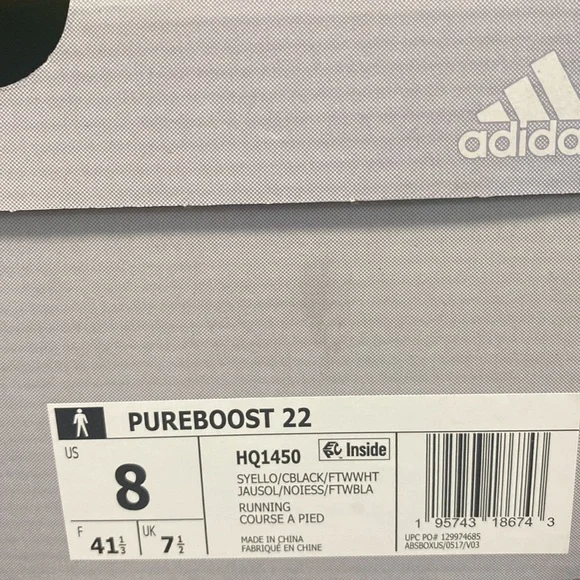 adidas
PUREBOOST 22
US
8
F 41⅓
UK 7½
HQ1450
Inside
SYELLO/CBLACK/FTWWHT
JAUSOL/NOIESS/FTWBLA
RUNNING
COURSE A PIED
MADE IN CHINA
FABRIQUÉ EN CHINE
1 95743 18674 3
UPC PO# 129974685
ABSBOXUS/0517/V03